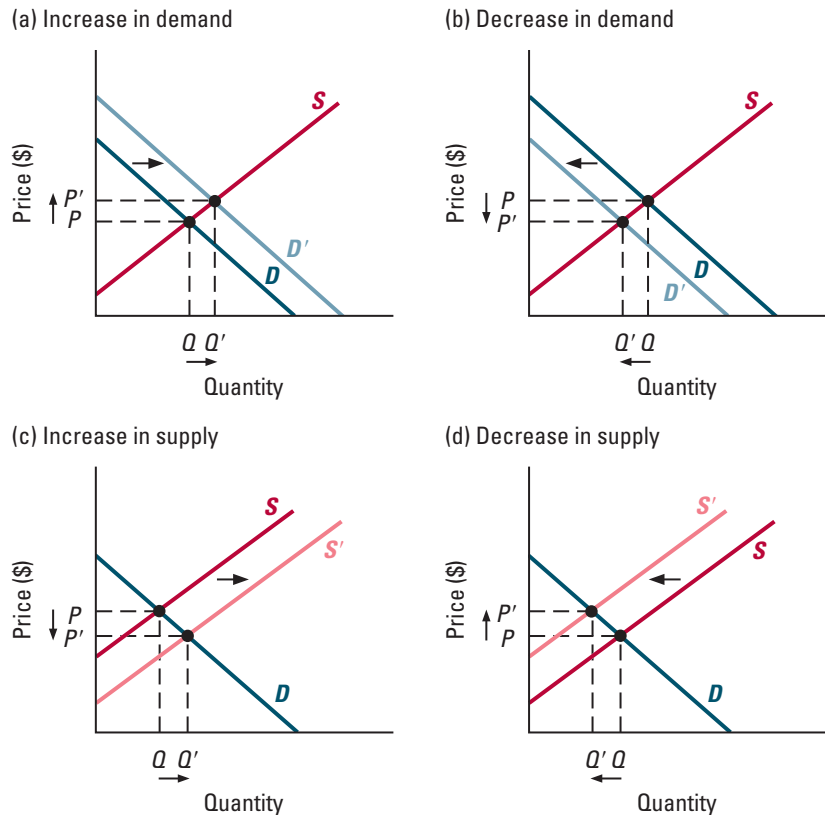 (a) Increase in demand
Price ($)
P'
P
S
D'
D
Q Q'
Quantity
(b) Decrease in demand
Price ($)
P
P'
S
D
D'
Q' Q
Quantity
(c) Increase in supply
Price ($)
P
P'
S
S'
D
Q Q'
Quantity
(d) Decrease in supply
Price ($)
P'
P
S'
S
D
Q' Q
Quantity